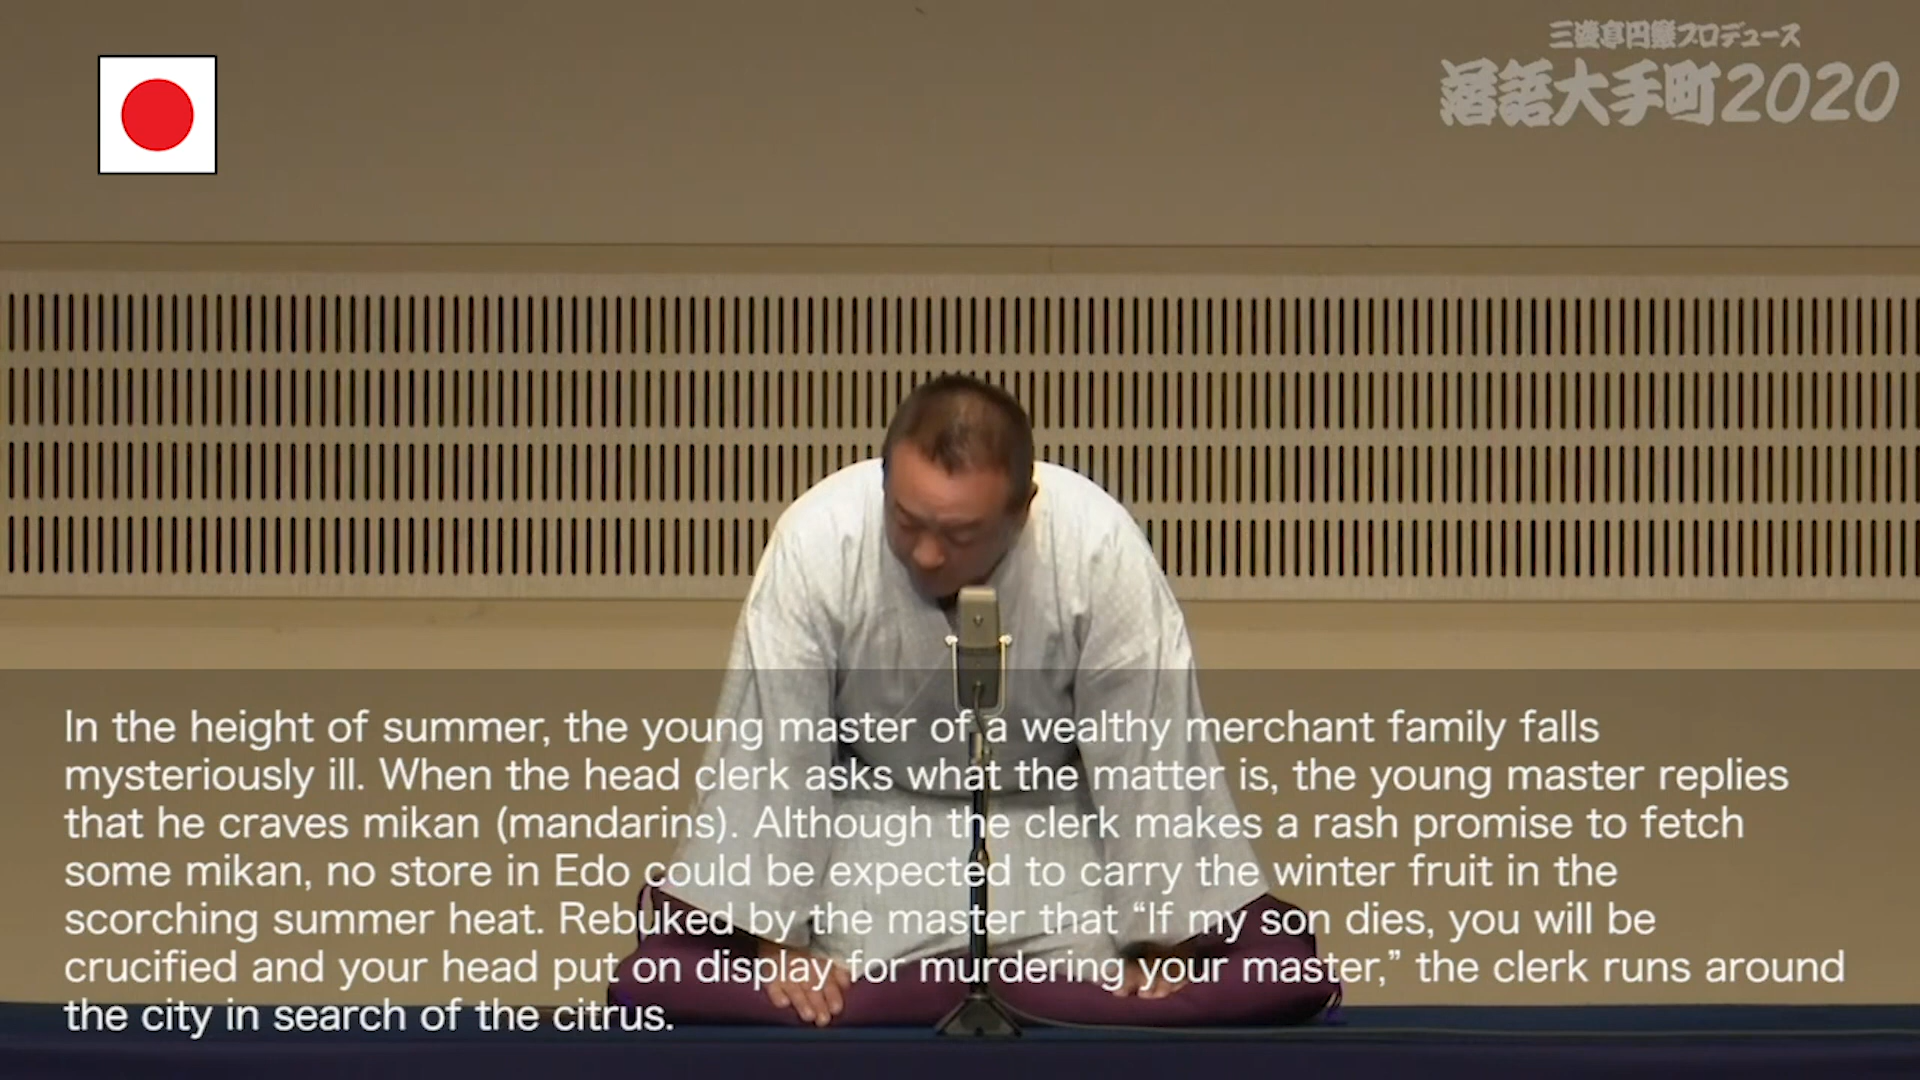 三遊亭円楽プロデュース
落語大手町2020
In the height of summer, the young master of a wealthy merchant family falls
mysteriously ill. When the head clerk asks what the matter is, the young master replies
that he craves mikan (mandarins). Although the clerk makes a rash promise to fetch
some mikan, no store in Edo could be expected to carry the winter fruit in the
scorching summer heat. Rebuked by the master that “If my son dies, you will be
crucified and your head put on display for murdering your master,” the clerk runs around
the city in search of the citrus.